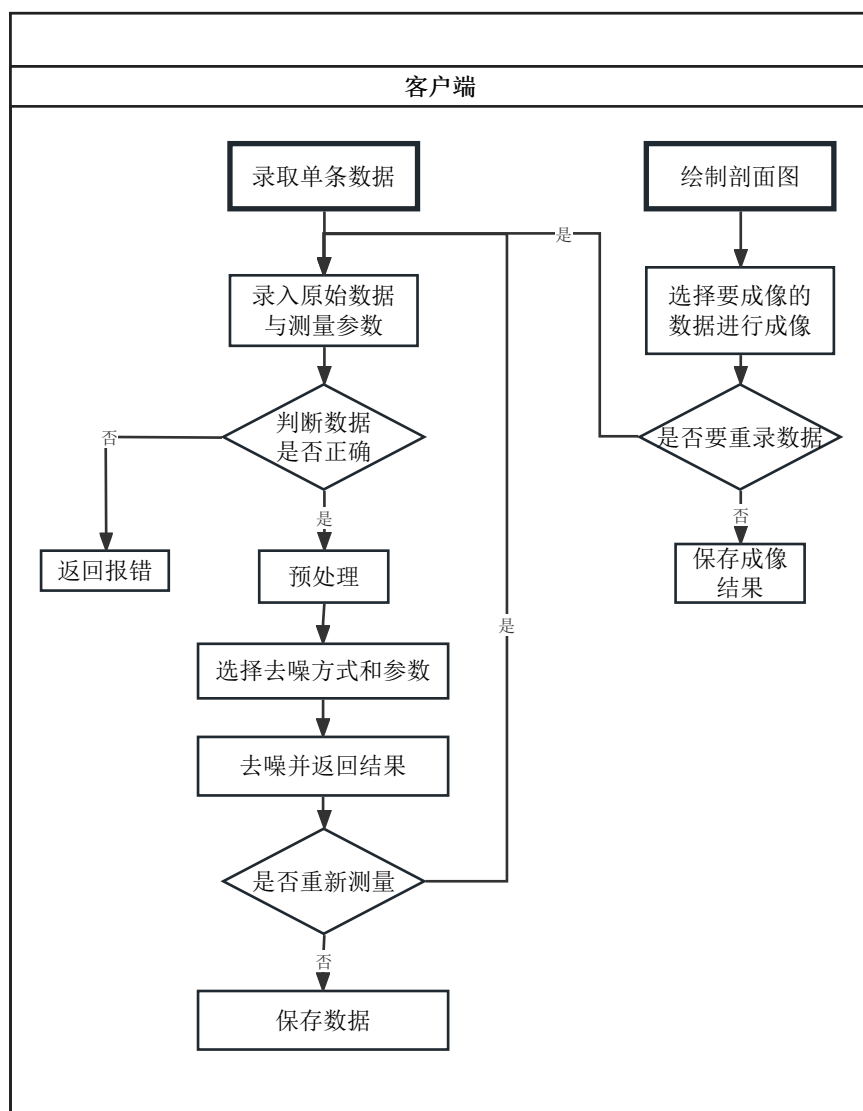 客户端
录取单条数据
绘制剖面图
是
录入原始数据
与测量参数
选择要成像的
数据进行成像
判断数据
是否正确
否
是否要重录数据
是
否
返回报错
预处理
保存成像
结果
是
选择去噪方式和参数
去噪并返回结果
是否重新测量
否
保存数据